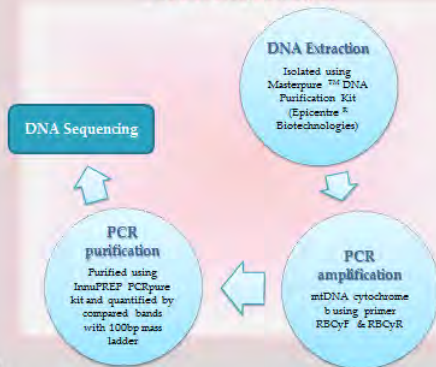 DNA Extraction
Isolated using
Masterpure ™ DNA
Purification Kit
(Epicentre ®
Biotechnologies)
DNA Sequencing
PCR
purification
Purified using
InnuPREP PCRpure
kit and quantified by
compared bands
with 100bp mass
ladder
PCR
amplification
mtDNA cytochrome
b using primer
RBCyF & RBCyR